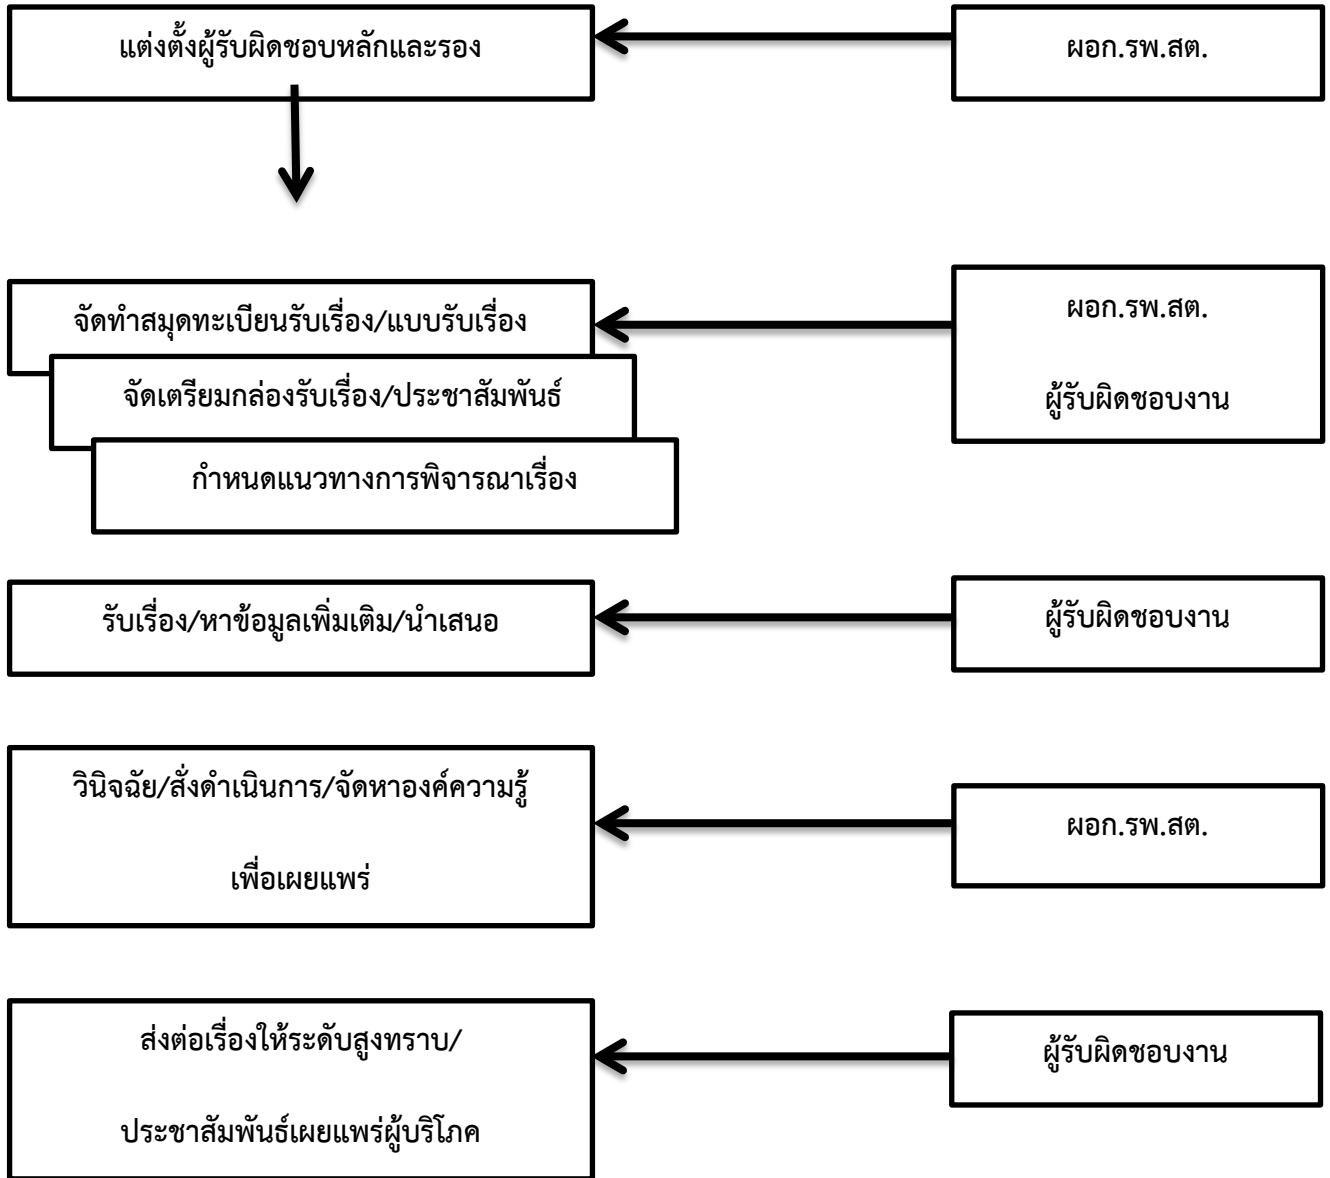 แต่งตั้งผู้รับผิดชอบหลักและรอง
ผอก.รพ.สต.
จัดทำสมุดทะเบียนรับเรื่อง/แบบรับเรื่อง
จัดเตรียมกล่องรับเรื่อง/ประชาสัมพันธ์
กำหนดแนวทางการพิจารณาเรื่อง
ผอก.รพ.สต.
ผู้รับผิดชอบงาน
รับเรื่อง/หาข้อมูลเพิ่มเติม/นำเสนอ
ผู้รับผิดชอบงาน
วินิจฉัย/สั่งดำเนินการ/จัดหาองค์ความรู้
เพื่อเผยแพร่
ผอก.รพ.สต.
ส่งต่อเรื่องให้ระดับสูงทราบ/
ประชาสัมพันธ์เผยแพร่ผู้บริโภค
ผู้รับผิดชอบงาน